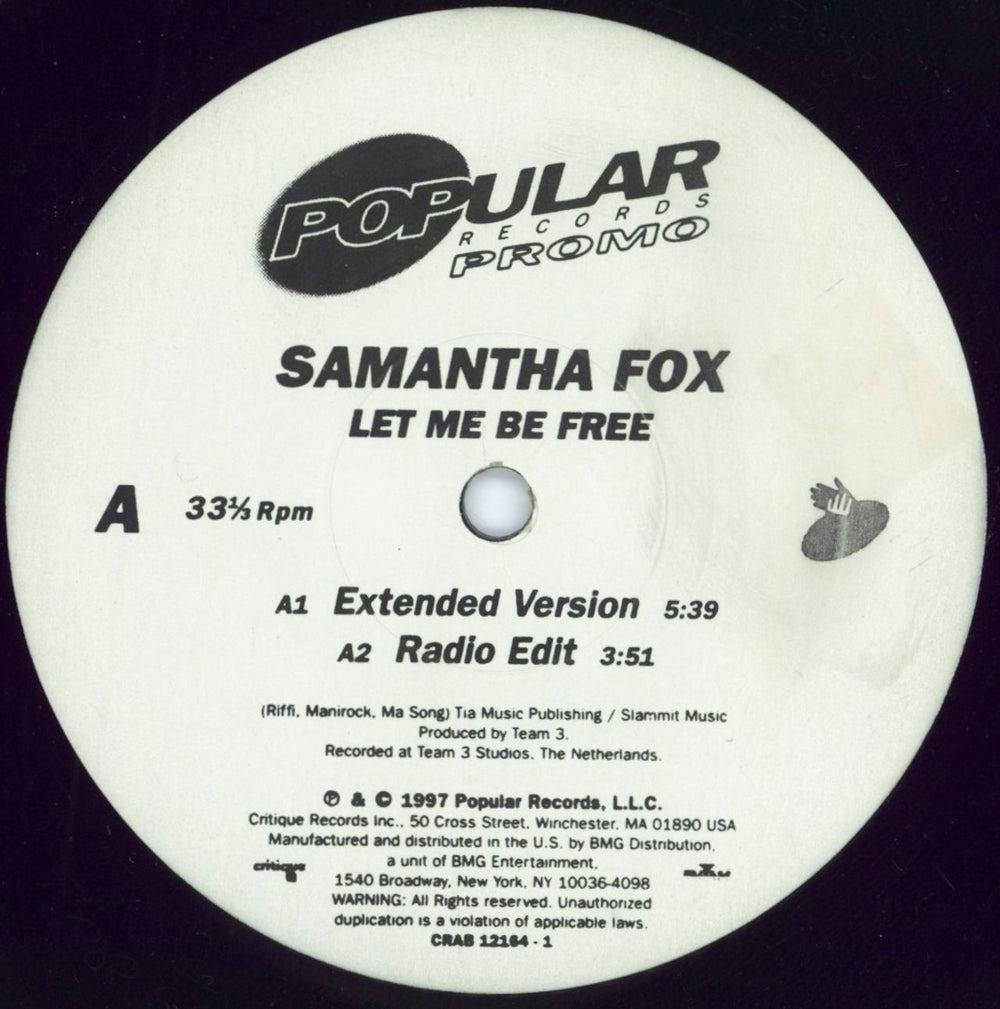 POPULAR
RECORDS
PROMO
SAMANTHA FOX
LET ME BE FREE
A 33⅓ Rpm
A1 Extended Version 5:39
A2 Radio Edit 3:51
(Riffi, Manirock, Ma Song) Tia Music Publishing / Slammit Music
Produced by Team 3.
Recorded at Team 3 Studios, The Netherlands.
℗ & © 1997 Popular Records, L.L.C.
Critique Records Inc., 50 Cross Street, Winchester, MA 01890 USA
Manufactured and distributed in the U.S. by BMG Distribution,
critique a unit of BMG Entertainment,
1540 Broadway, New York, NY 10036-4098
WARNING: All Rights reserved. Unauthorized
duplication is a violation of applicable laws.
CRAB 12164 - 1